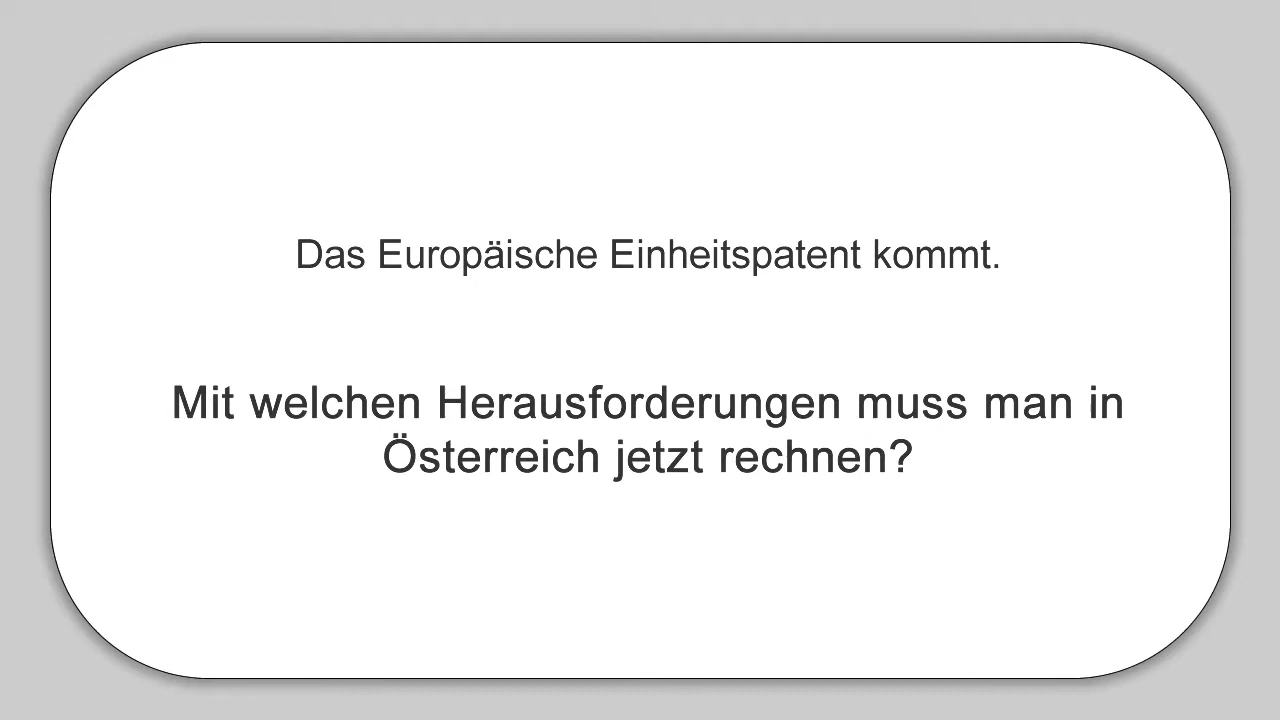 Das Europäische Einheitspatent kommt.
Mit welchen Herausforderungen muss man in
Österreich jetzt rechnen?